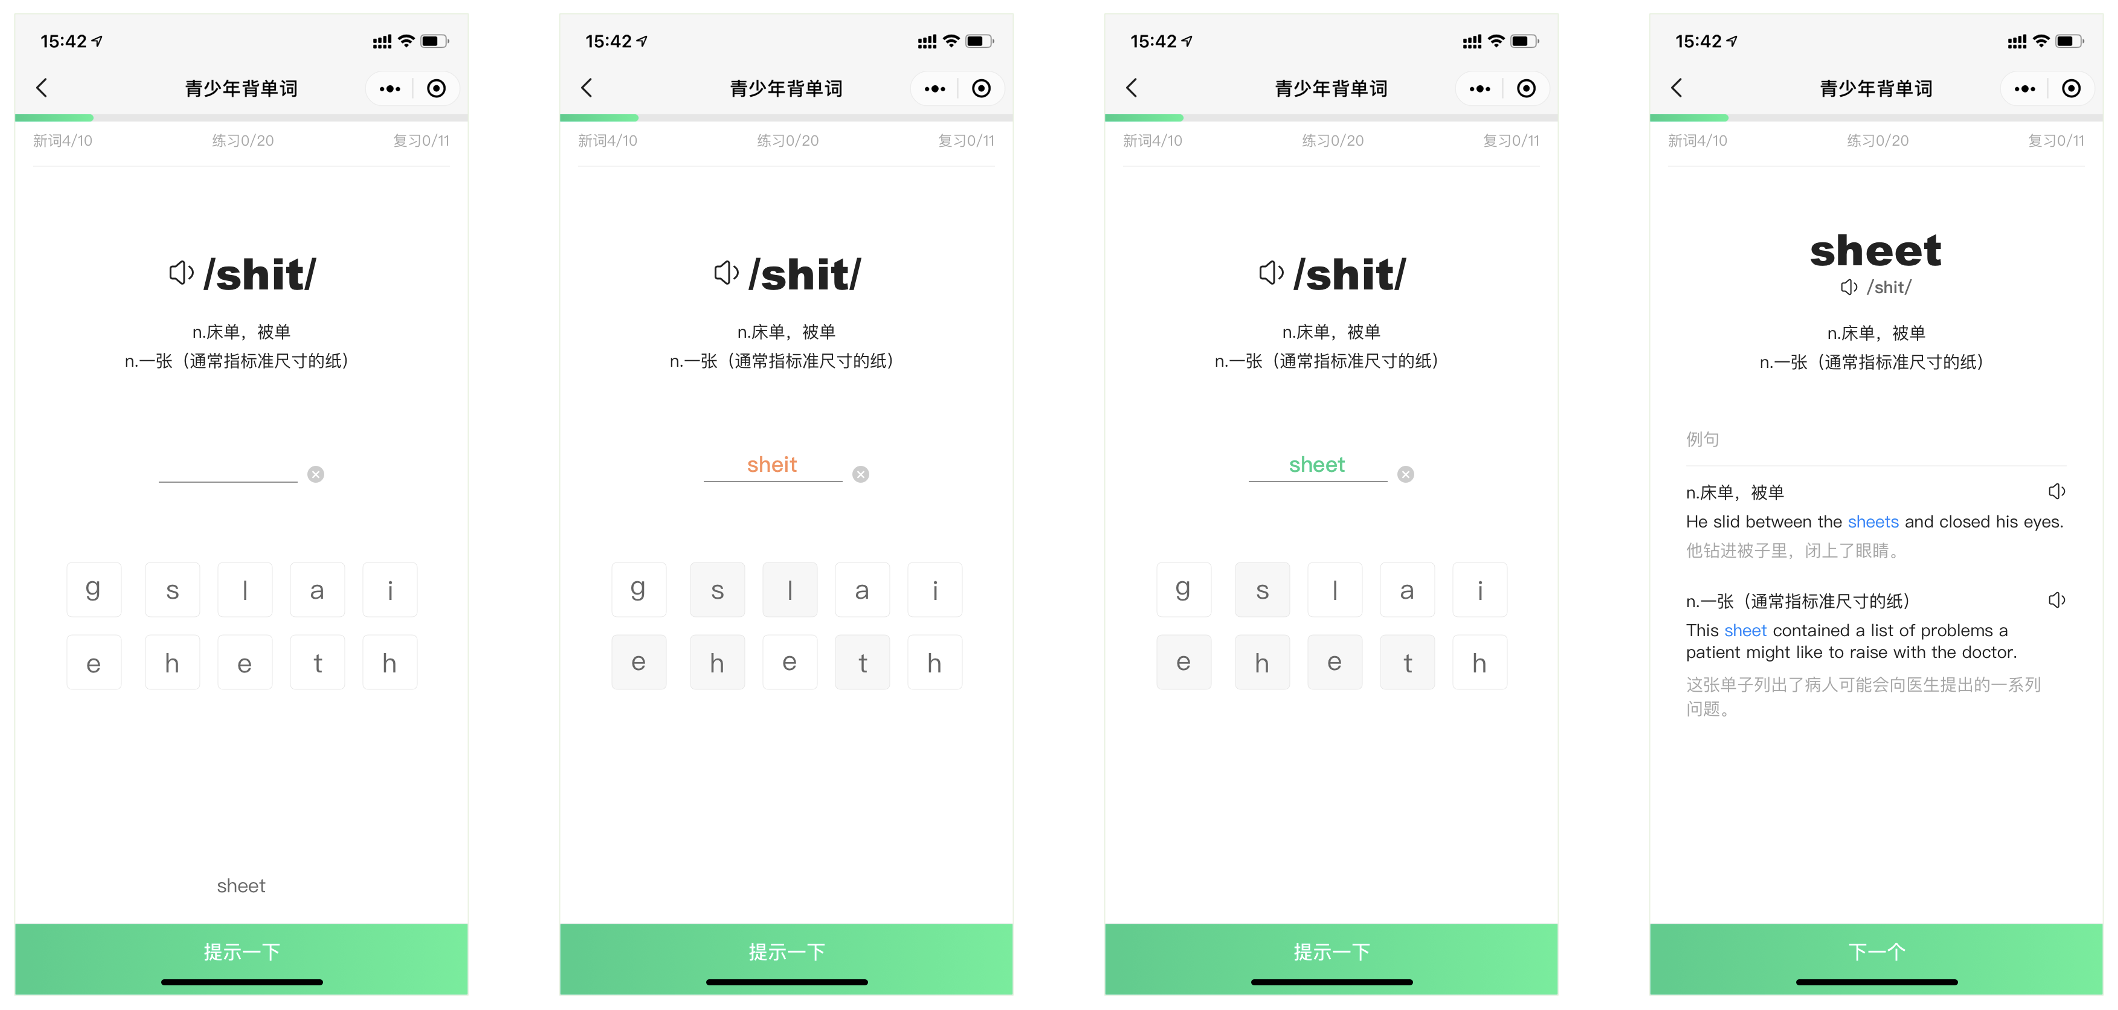 15:42
青少年背单词
新词4/10 练习0/20 复习0/11
/shit/
n.床单，被单
n.一张（通常指标准尺寸的纸）
g s l a i
e h e t h
sheet
提示一下
15:42
青少年背单词
新词4/10 练习0/20 复习0/11
/shit/
n.床单，被单
n.一张（通常指标准尺寸的纸）
sheit
g s l a i
e h e t h
提示一下
15:42
青少年背单词
新词4/10 练习0/20 复习0/11
/shit/
n.床单，被单
n.一张（通常指标准尺寸的纸）
sheet
g s l a i
e h e t h
提示一下
15:42
青少年背单词
新词4/10 练习0/20 复习0/11
sheet
/shit/
n.床单，被单
n.一张（通常指标准尺寸的纸）
例句
n.床单，被单
He slid between the sheets and closed his eyes.
他钻进被子里，闭上了眼睛。
n.一张（通常指标准尺寸的纸）
This sheet contained a list of problems a
patient might like to raise with the doctor.
这张单子列出了病人可能会向医生提出的一系列
问题。
下一个